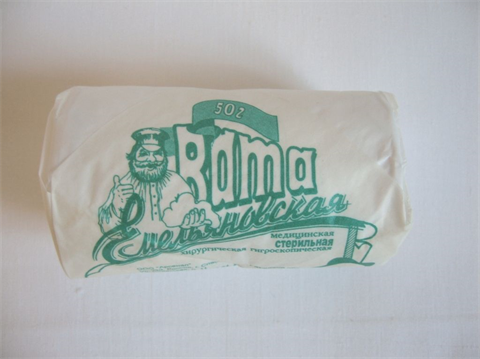 50г
Вата
Емельяновская
медицинская
стерильная
хирургическая гигроскопическая